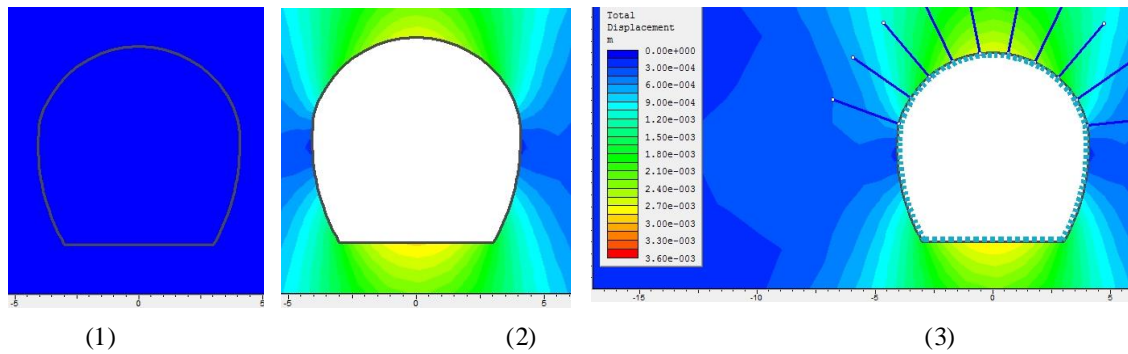 Total
Displacement
m
0.00e+000
3.00e-004
6.00e-004
9.00e-004
1.20e-003
1.50e-003
1.80e-003
2.10e-003
2.40e-003
2.70e-003
3.00e-003
3.30e-003
3.60e-003
-5 0 5
-5 0 5
-15 -10 -5 0 5
(1) (2) (3)